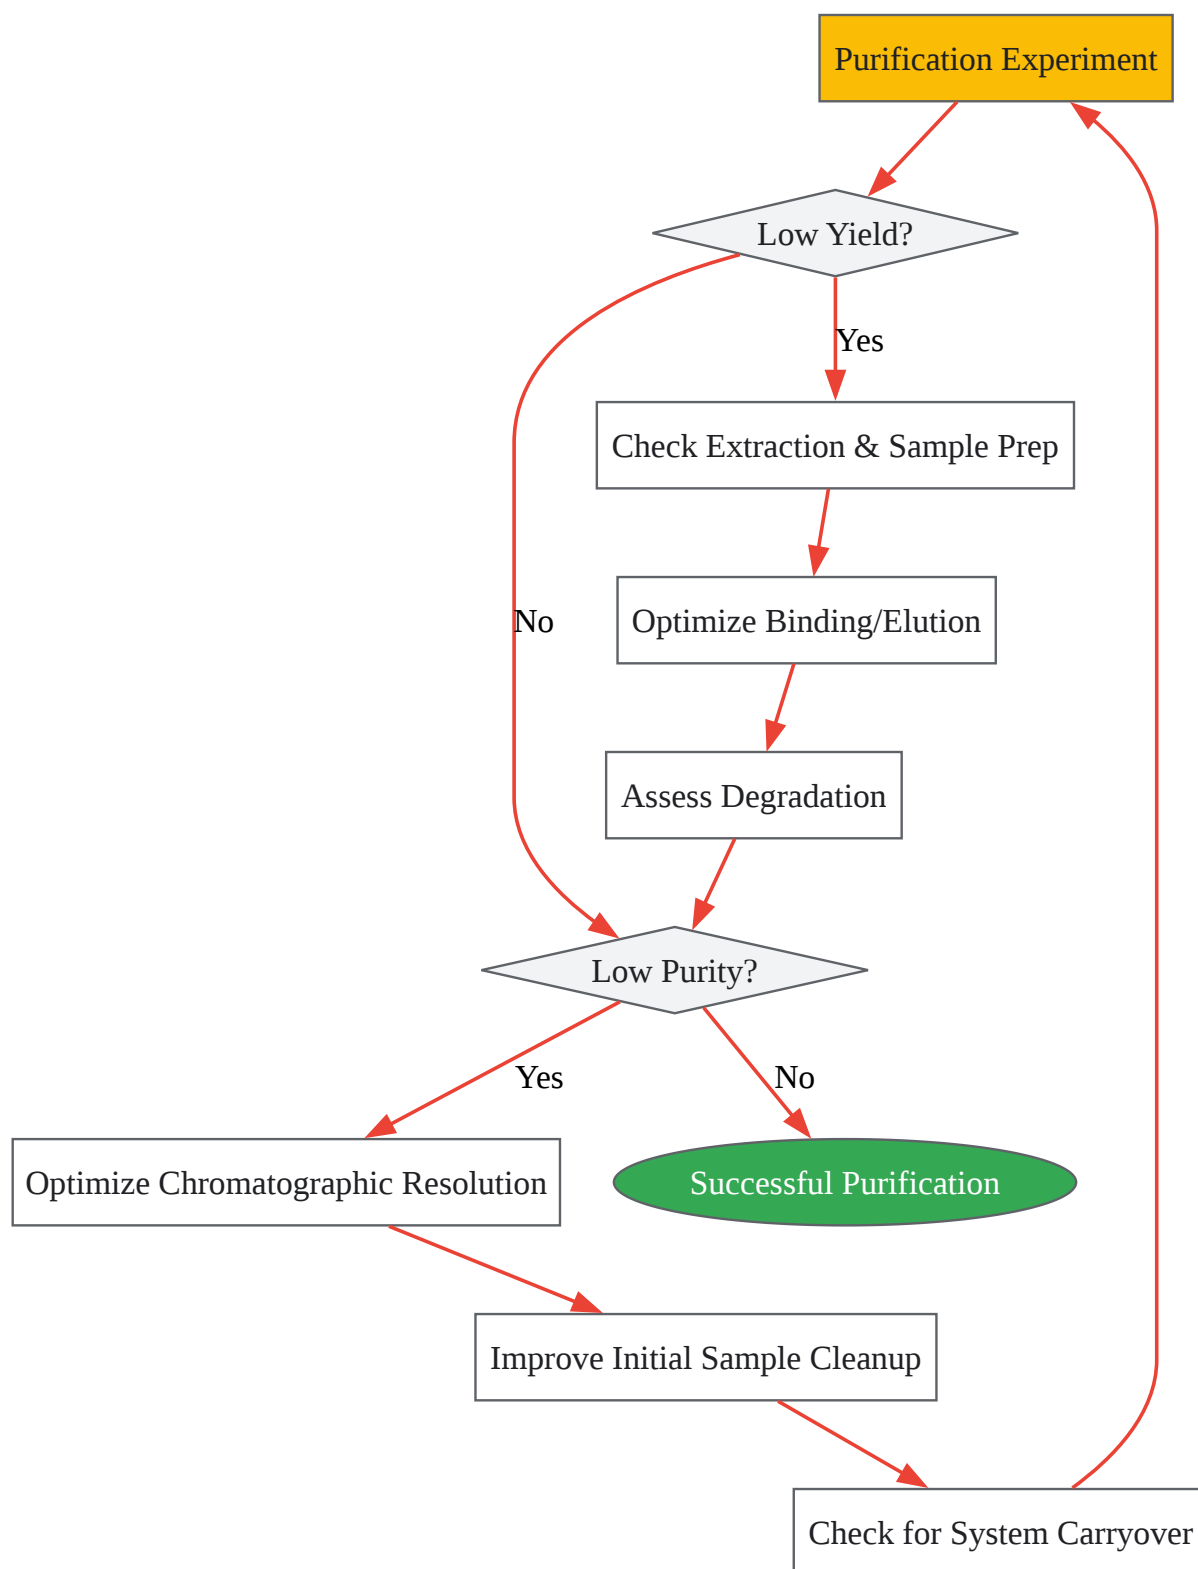 Purification Experiment
Low Yield?
Yes
Check Extraction & Sample Prep
No
Optimize Binding/Elution
Assess Degradation
Low Purity?
Yes
No
Optimize Chromatographic Resolution
Successful Purification
Improve Initial Sample Cleanup
Check for System Carryover